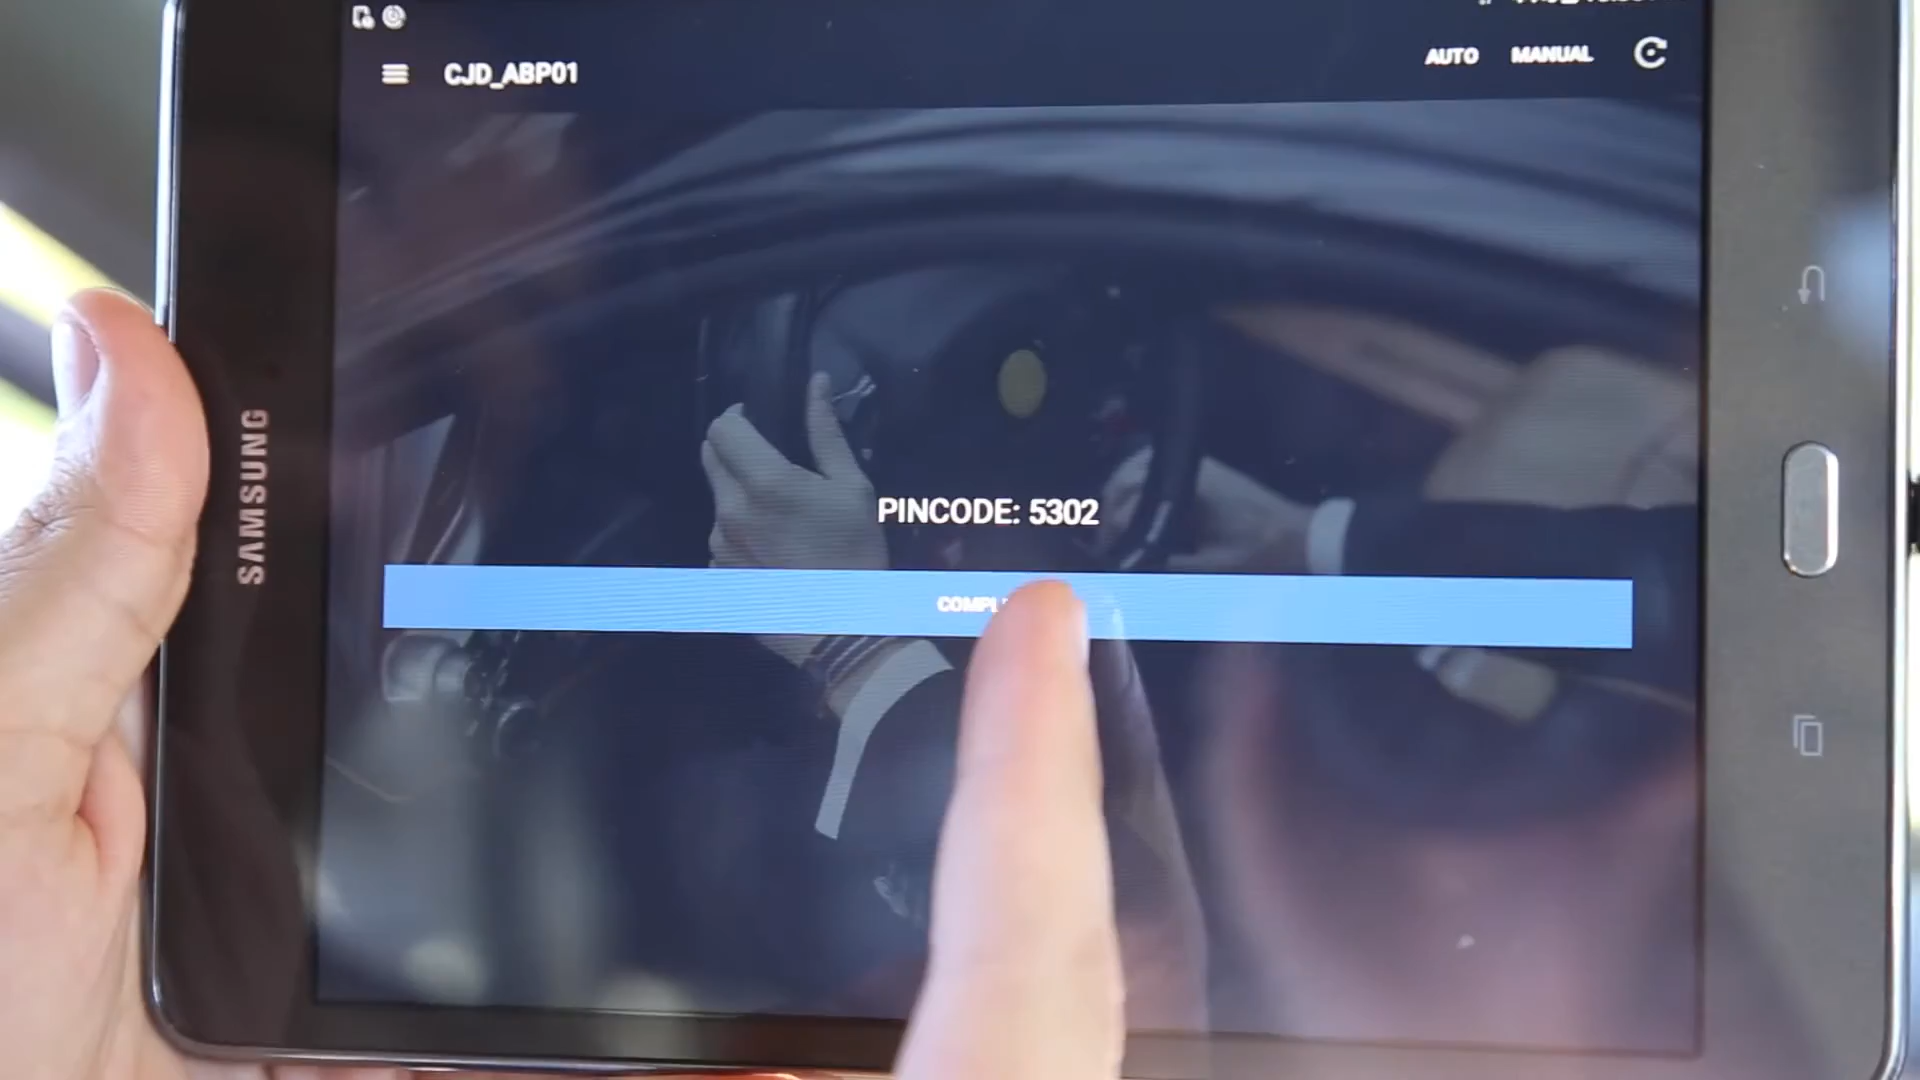 CJD_ABP01
AUTO
MANUAL
SAMSUNG
PINCODE: 5302